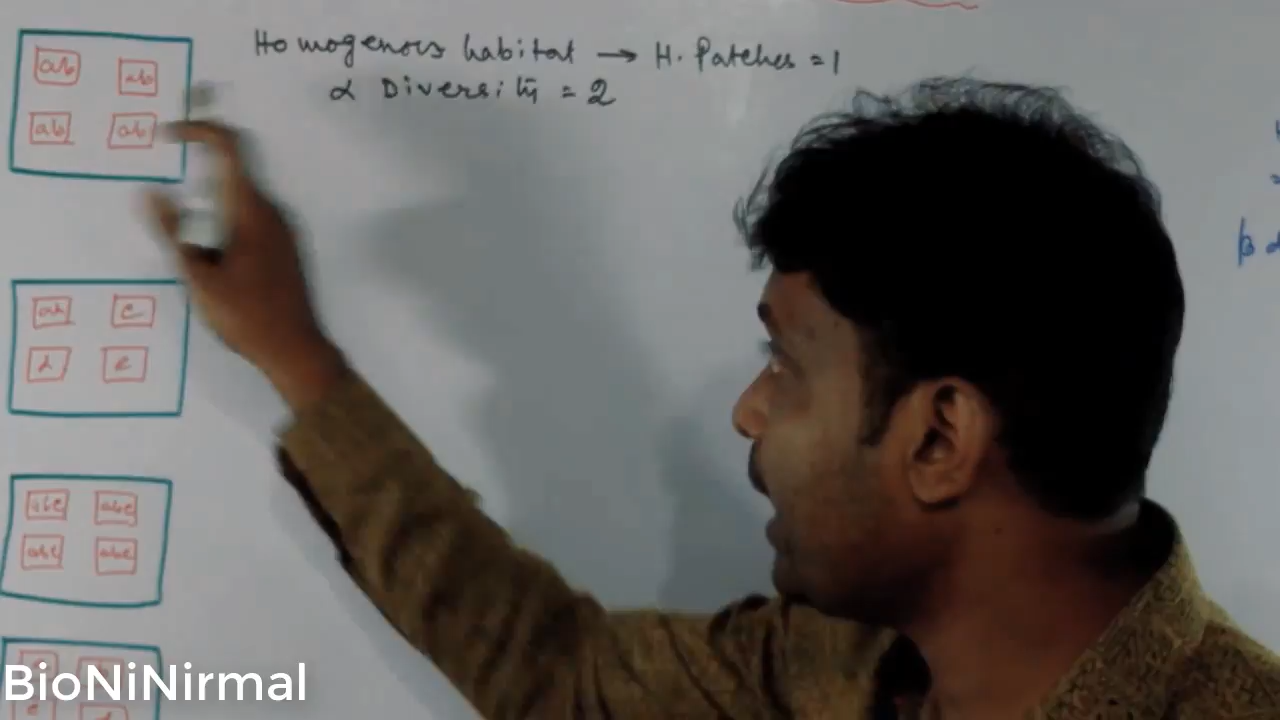 Homogenous habitat → H. Patches = 1
α Diversity = 2
ab ab
ab ab
ab c
d e
abc abc
abc abc
β
BioNiNirmal